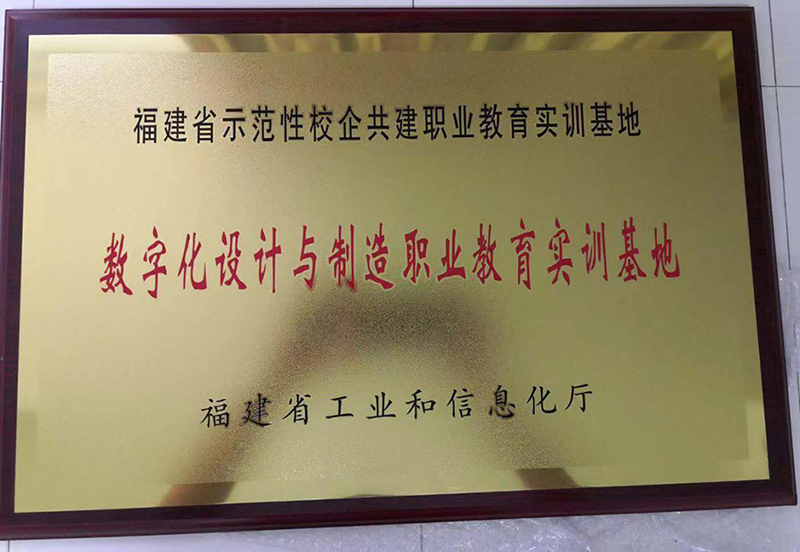 福建省示范性校企共建职业教育实训基地
数字化设计与制造职业教育实训基地
福建省工业和信息化厅